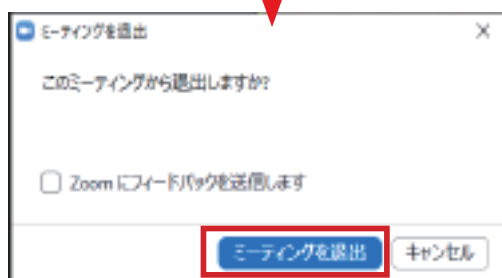 ミーティングを退出
このミーティングから退出しますか?
Zoom にフィードバックを送信します
ミーティングを退出
キャンセル